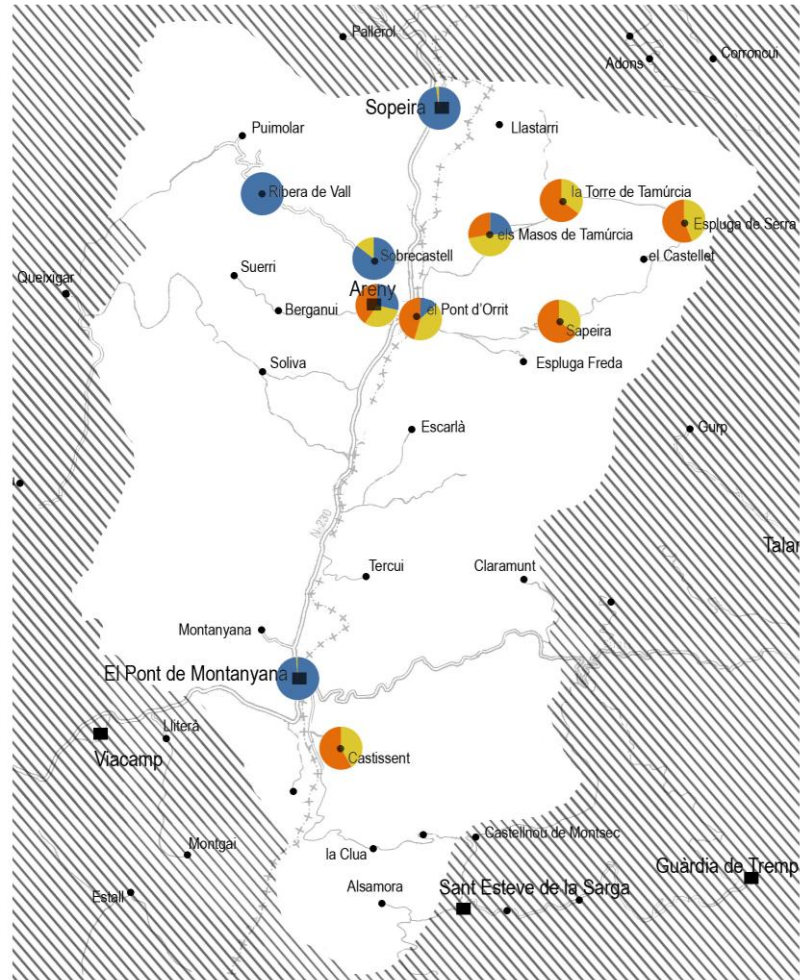 Pallerol
Adons
Corroncui
Sopeira
Llastarri
Puimolar
Ribera de Vall
la Torre de Tamúrcia
Espluga de Serra
els Masos de Tamúrcia
Sobrecastell
el Castellet
Suerri
Queixigar
Areny
Berganui
el Pont d'Orrit
Sapeira
Soliva
Espluga Freda
Escarlà
Gurp
N-230
Talar
Tercui
Claramunt
Montanyana
El Pont de Montanyana
Lliterà
Viacamp
Castissent
Castellnou de Montsec
Montgai
la Clua
Guàrdia de Tremp
Estall
Alsamora
Sant Esteve de la Sarga